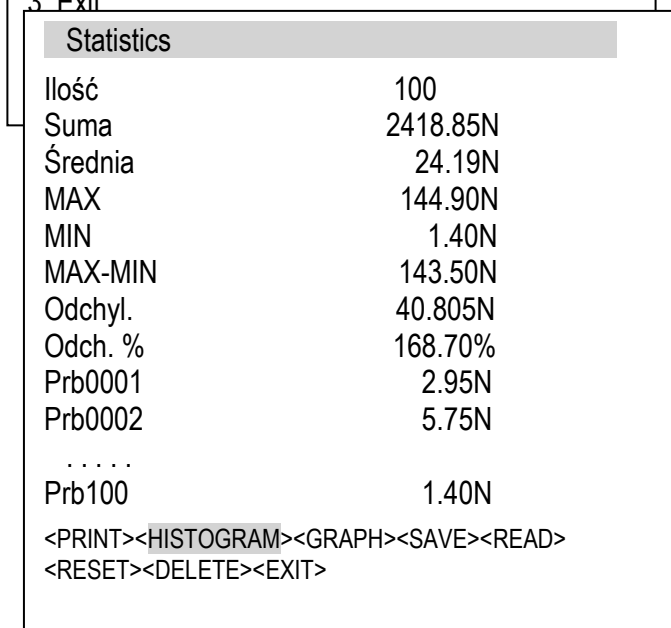 3 Exit
Statistics
Ilość 100
Suma 2418.85N
Średnia 24.19N
MAX 144.90N
MIN 1.40N
MAX-MIN 143.50N
Odchyl. 40.805N
Odch. % 168.70%
Prb0001 2.95N
Prb0002 5.75N
. . . . .
Prb100 1.40N
<PRINT><HISTOGRAM><GRAPH><SAVE><READ>
<RESET><DELETE><EXIT>